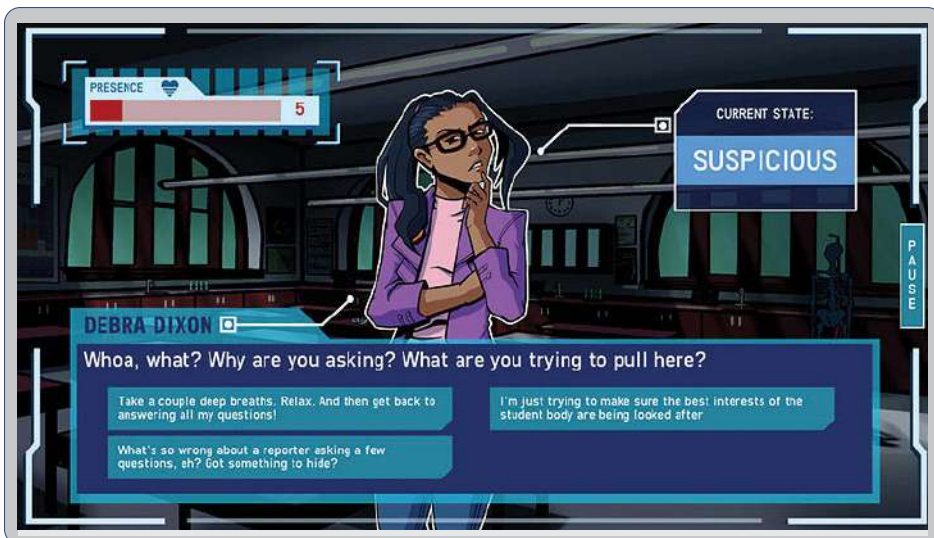 PRESENCE
5
CURRENT STATE:
SUSPICIOUS
PAUSE
DEBRA DIXON
Whoa, what? Why are you asking? What are you trying to pull here?
Take a couple deep breaths. Relax. And then get back to
answering all my questions!
I'm just trying to make sure the best interests of the
student body are being looked after
What's so wrong about a reporter asking a few
questions, eh? Got something to hide?